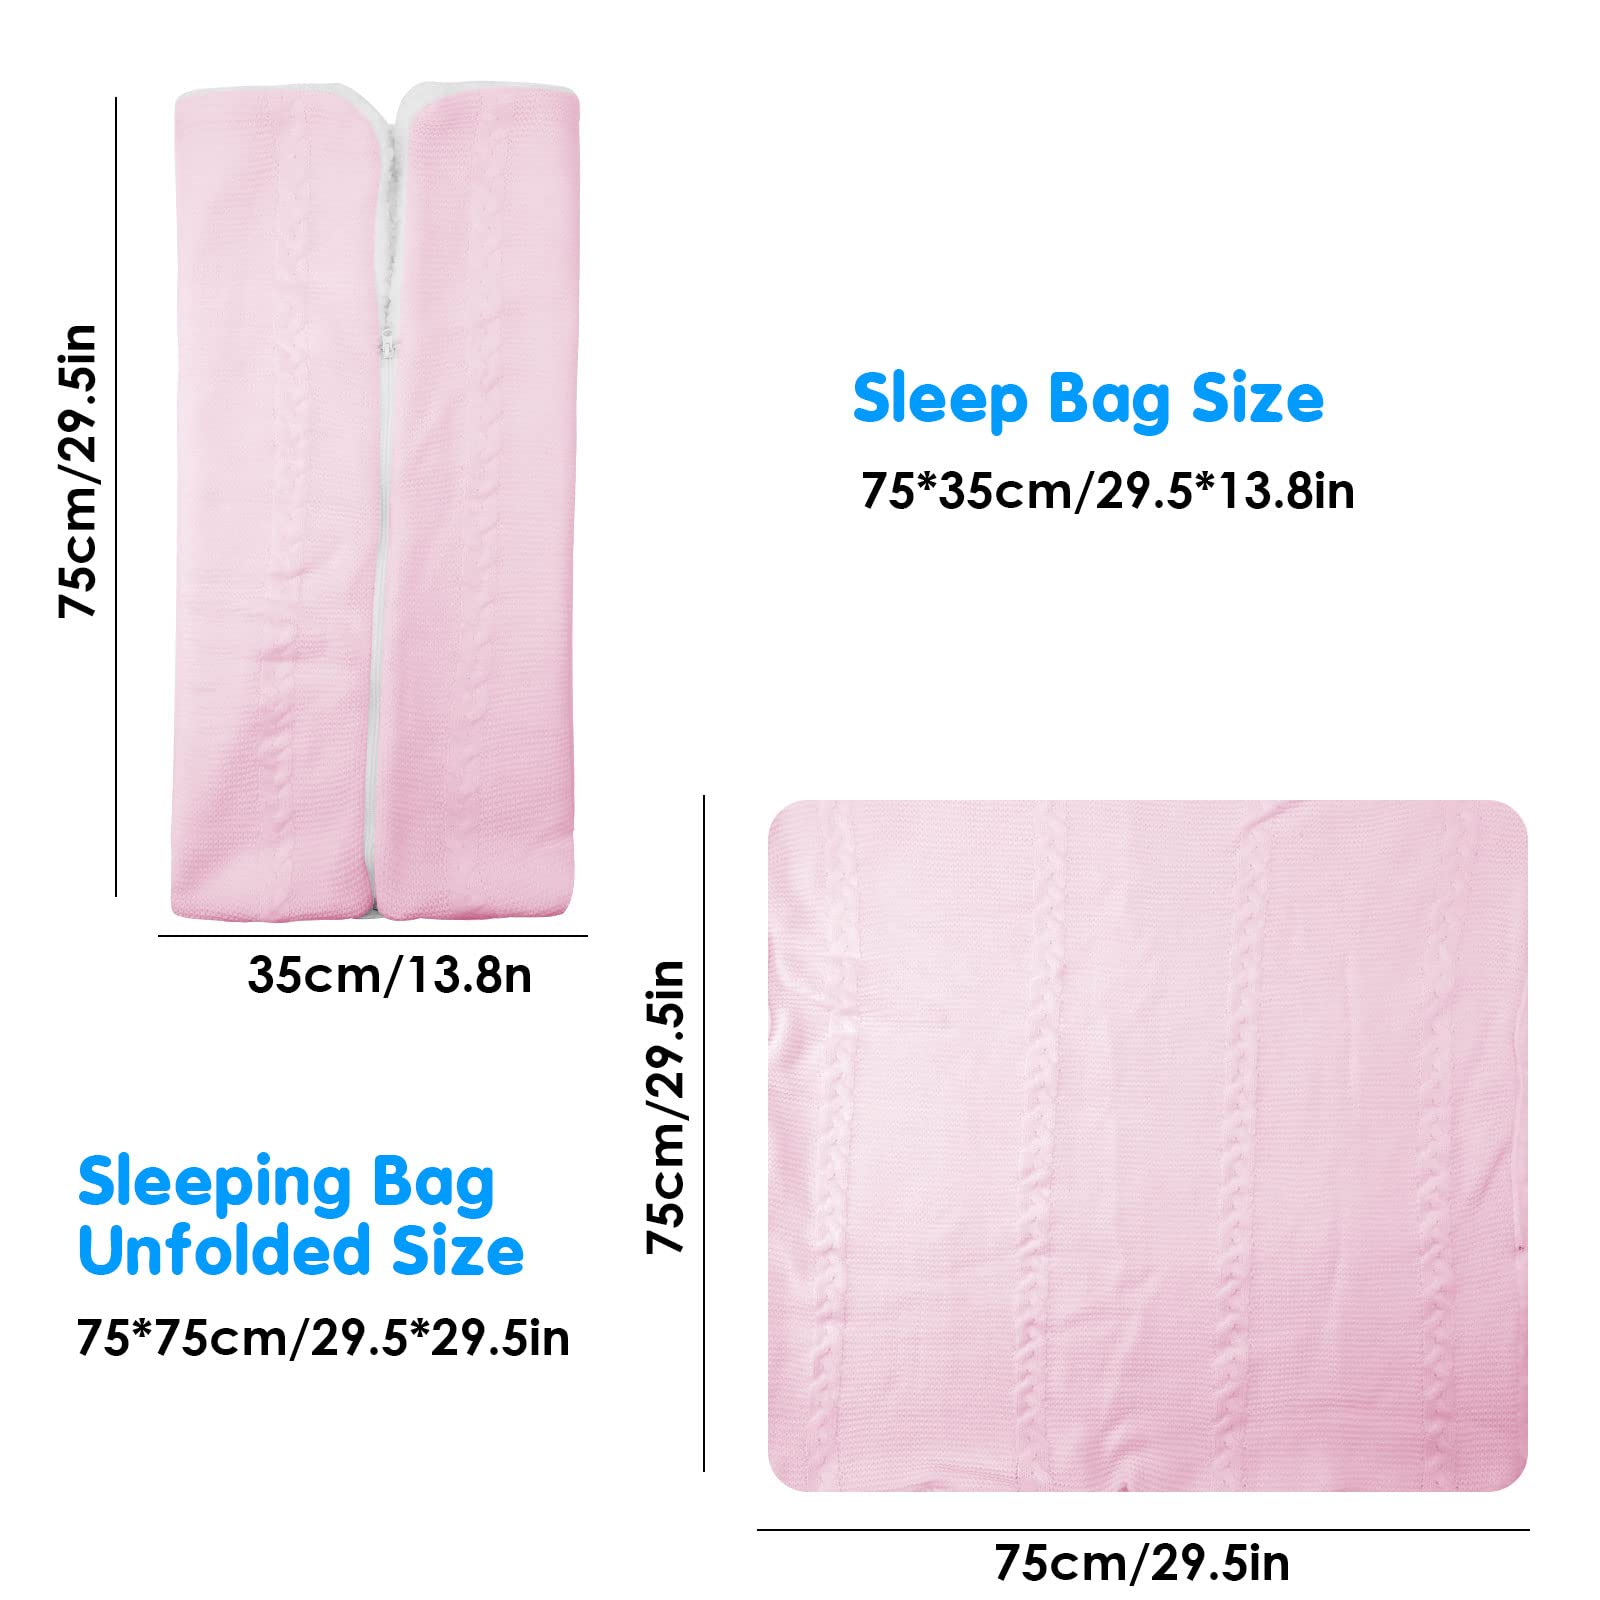 75cm/29.5in
Sleep Bag Size
75*35cm/29.5*13.8in
35cm/13.8n
75cm/29.5in
Sleeping Bag
Unfolded Size
75*75cm/29.5*29.5in
75cm/29.5in